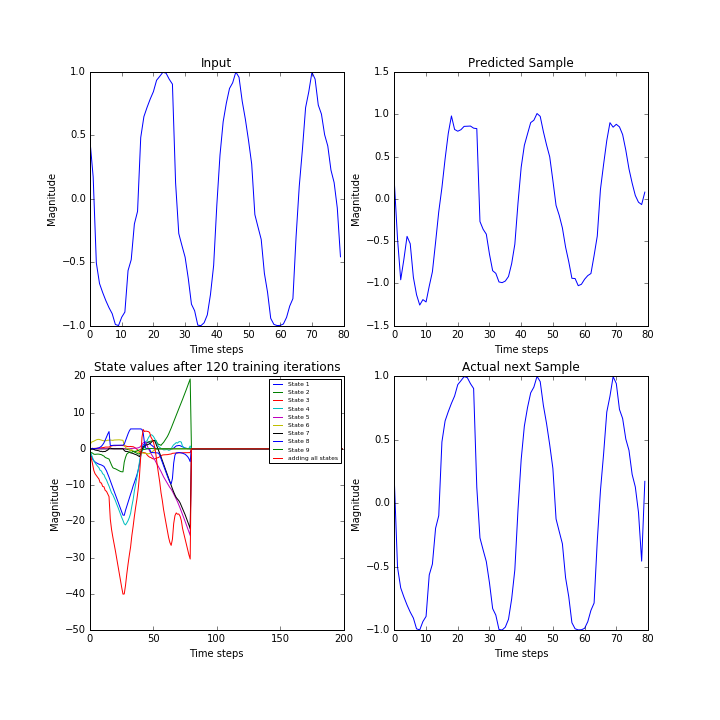 Input
Magnitude
1.0
0.5
0.0
−0.5
−1.0
0 10 20 30 40 50 60 70 80
Time steps
Predicted Sample
Magnitude
1.5
1.0
0.5
0.0
−0.5
−1.0
−1.5
0 10 20 30 40 50 60 70 80
Time steps
State values after 120 training iterations
Magnitude
20
10
0
−10
−20
−30
−40
−50
0 50 100 150 200
Time steps
State 1
State 2
State 3
State 4
State 5
State 6
State 7
State 8
State 9
adding all states
Actual next Sample
Magnitude
1.0
0.5
0.0
−0.5
−1.0
0 10 20 30 40 50 60 70 80
Time steps